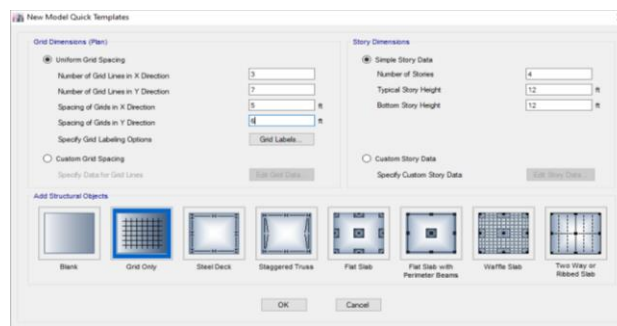 New Model Quick Templates
Grid Dimensions (Plan)
Uniform Grid Spacing
Number of Grid Lines in X Direction 3
Number of Grid Lines in Y Direction 7
Spacing of Grids in X Direction 5 ft
Spacing of Grids in Y Direction 6 ft
Specify Grid Labeling Options Grid Labels...
Custom Grid Spacing
Specify Data for Grid Lines Edit Grid Data...
Story Dimensions
Simple Story Data
Number of Stories 4
Typical Story Height 12 ft
Bottom Story Height 12 ft
Custom Story Data
Specify Custom Story Data Edit Story Data...
Add Structural Objects
Blank
Grid Only
Steel Deck
Staggered Truss
Flat Slab
Flat Slab with
Perimeter Beams
Waffle Slab
Two Way or
Ribbed Slab
OK Cancel